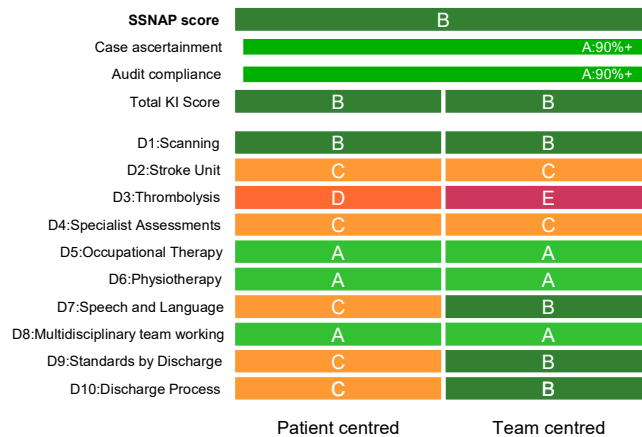 SSNAP score B
Case ascertainment A:90%+
Audit compliance A:90%+
Total KI Score B B
D1:Scanning B B
D2:Stroke Unit C C
D3:Thrombolysis D E
D4:Specialist Assessments C C
D5:Occupational Therapy A A
D6:Physiotherapy A A
D7:Speech and Language C B
D8:Multidisciplinary team working A A
D9:Standards by Discharge C B
D10:Discharge Process C B
Patient centred Team centred